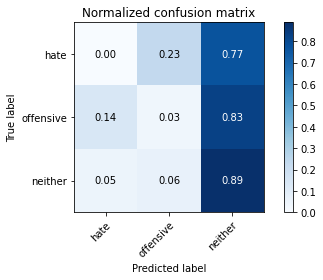 Normalized confusion matrix
True label
hate 0.00 0.23 0.77
offensive 0.14 0.03 0.83
neither 0.05 0.06 0.89
hate offensive neither
Predicted label
0.8
0.7
0.6
0.5
0.4
0.3
0.2
0.1
0.0